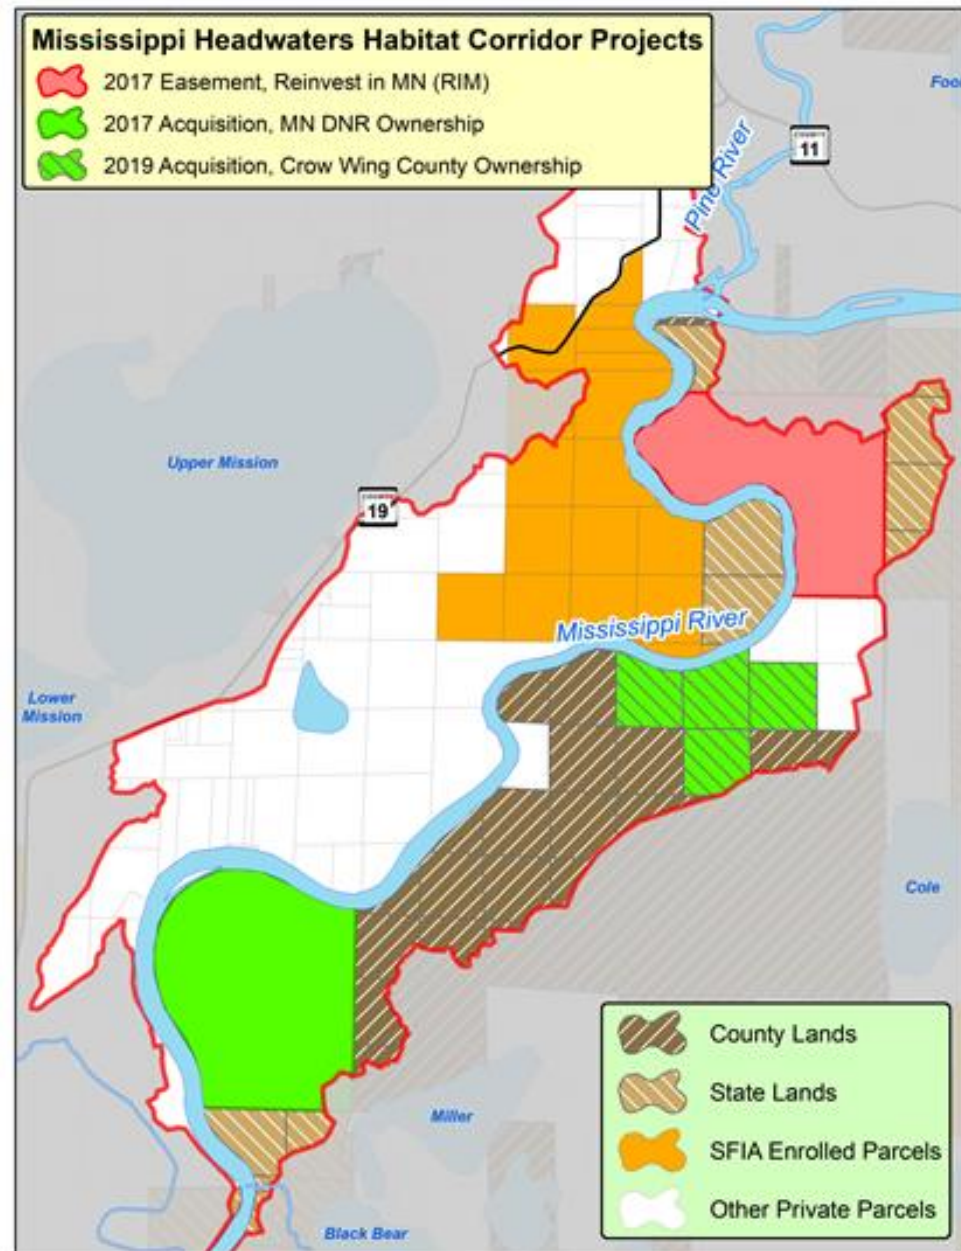 Mississippi Headwaters Habitat Corridor Projects
2017 Easement, Reinvest in MN (RIM)
2017 Acquisition, MN DNR Ownership
2019 Acquisition, Crow Wing County Ownership
11
Pine River
Upper Mission
19
Mississippi River
Lower
Mission
Cole
County Lands
State Lands
SFIA Enrolled Parcels
Other Private Parcels
Miller
Black Bear